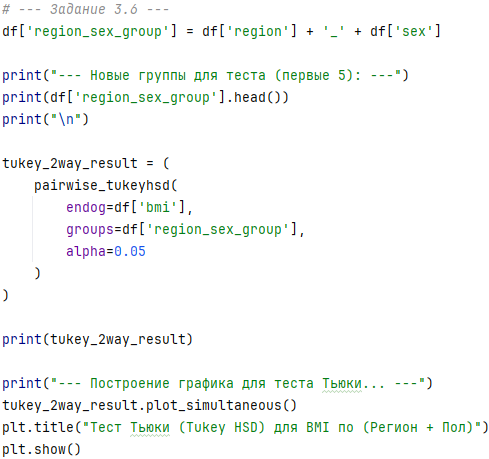 # --- Задание 3.6 ---
df['region_sex_group'] = df['region'] + '_' + df['sex']
print("--- Новые группы для теста (первые 5): ---")
print(df['region_sex_group'].head())
print("\n")
tukey_2way_result = (
    pairwise_tukeyhsd(
        endog=df['bmi'],
        groups=df['region_sex_group'],
        alpha=0.05
    )
)
print(tukey_2way_result)
print("--- Построение графика для теста Тьюки... ---")
tukey_2way_result.plot_simultaneous()
plt.title("Тест Тьюки (Tukey HSD) для BMI по (Регион + Пол)")
plt.show()